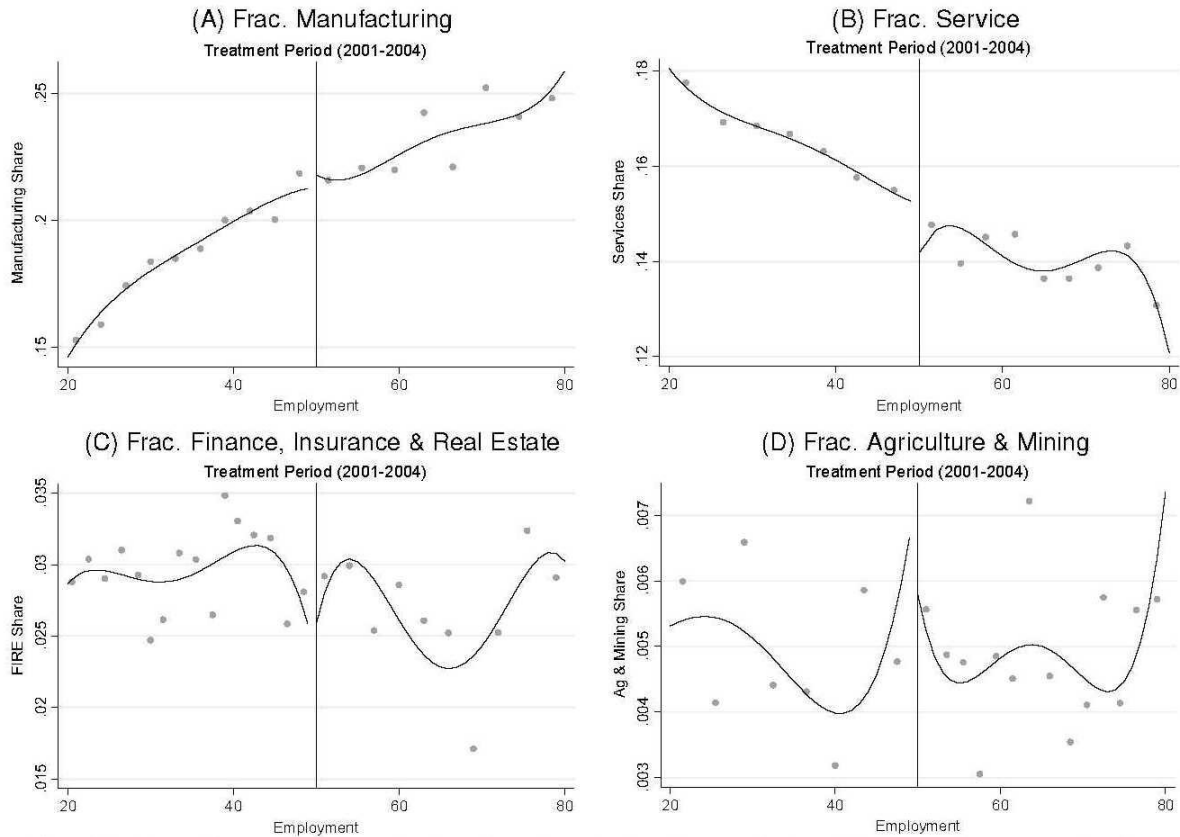 (A) Frac. Manufacturing
Treatment Period (2001-2004)
Manufacturing Share
.25
.2
.15
20 40 60 80
Employment
(B) Frac. Service
Treatment Period (2001-2004)
Services Share
.18
.16
.14
.12
20 40 60 80
Employment
(C) Frac. Finance, Insurance & Real Estate
Treatment Period (2001-2004)
FIRE Share
.035
.03
.025
.02
.015
20 40 60 80
Employment
(D) Frac. Agriculture & Mining
Treatment Period (2001-2004)
Ag & Mining Share
.007
.006
.005
.004
.003
20 40 60 80
Employment